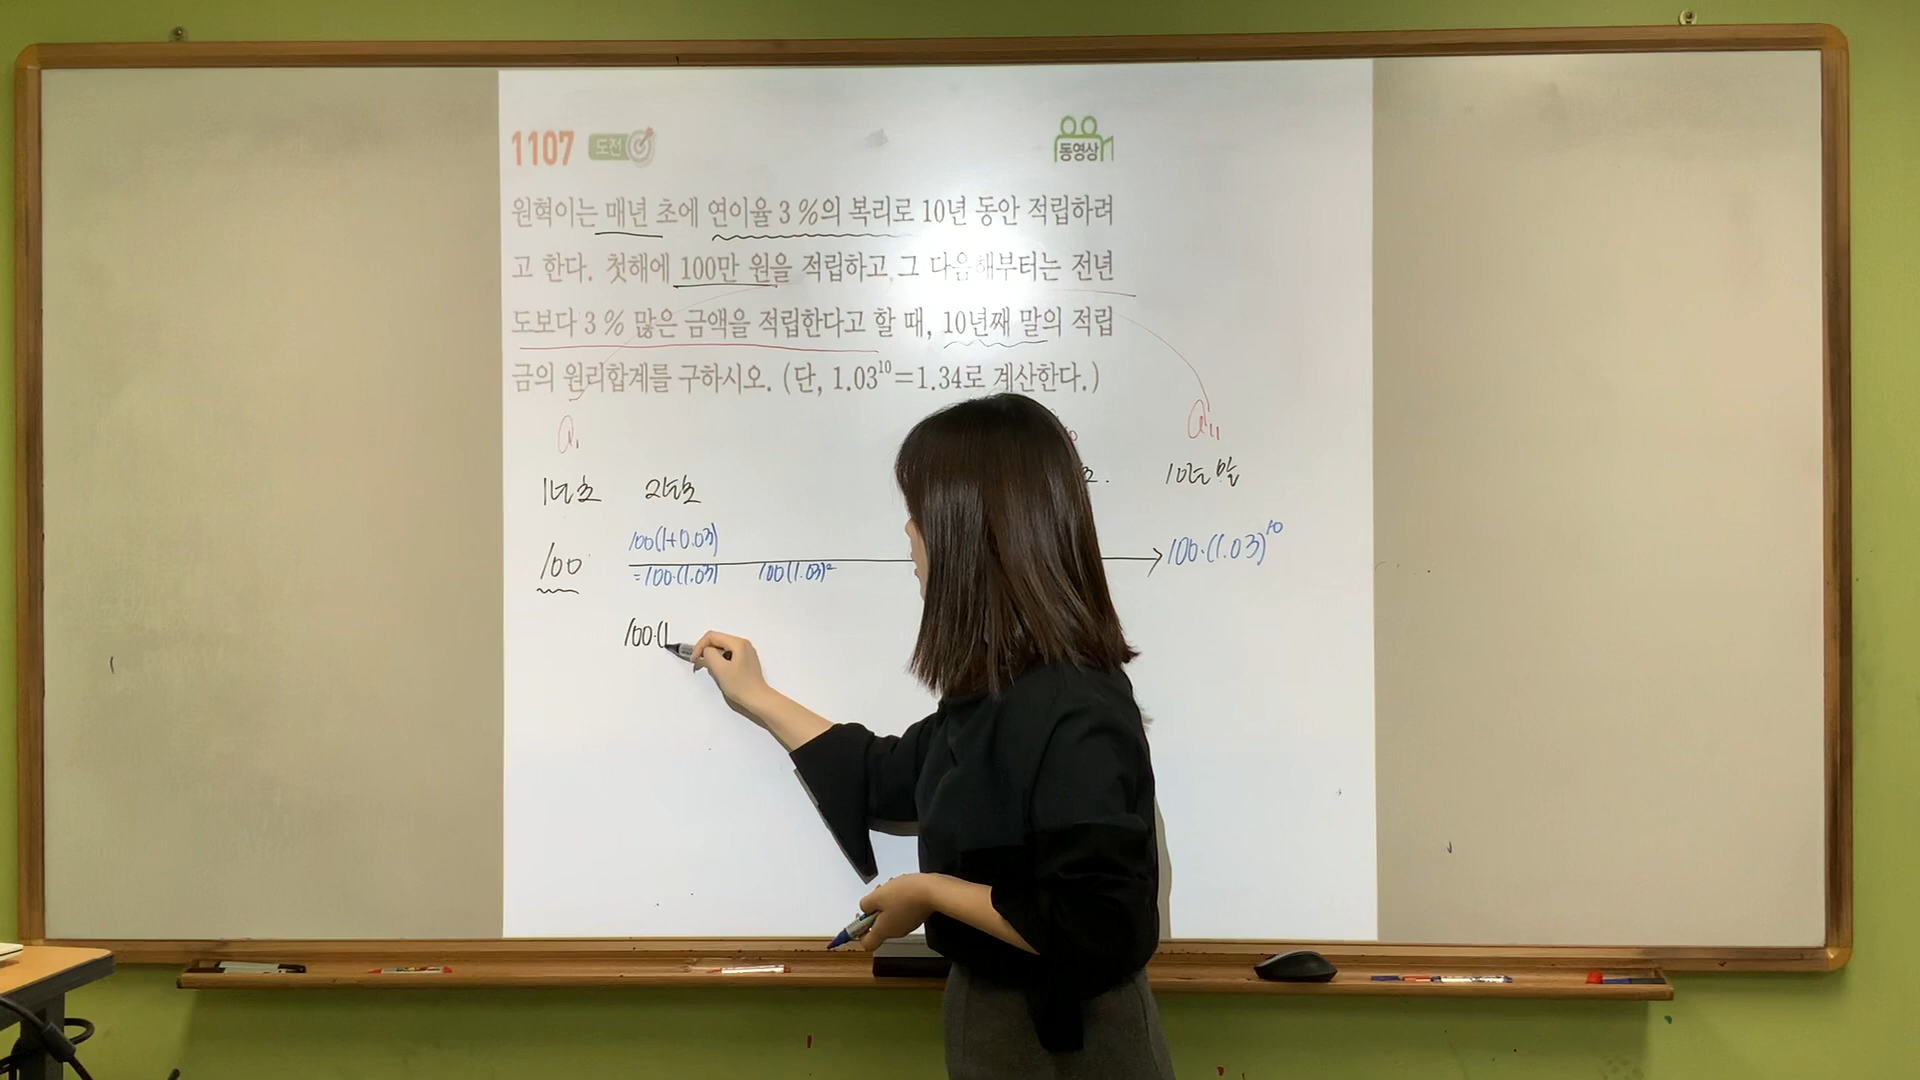 1107 도전 동영상
원혁이는 매년 초에 연이율 3 %의 복리로 10년 동안 적립하려
고 한다. 첫해에 100만 원을 적립하고 그 다음해부터는 전년
도보다 3 % 많은 금액을 적립한다고 할 때, 10년째 말의 적립
금의 원리합계를 구하시오. (단, 1.03¹⁰=1.34로 계산한다.)
a₁ a₁₁
1년초 2년초 초. 10년말
100 100(1+0.03) 100·(1.03)¹⁰
=100·(1.03) 100(1.03)²
100·(1